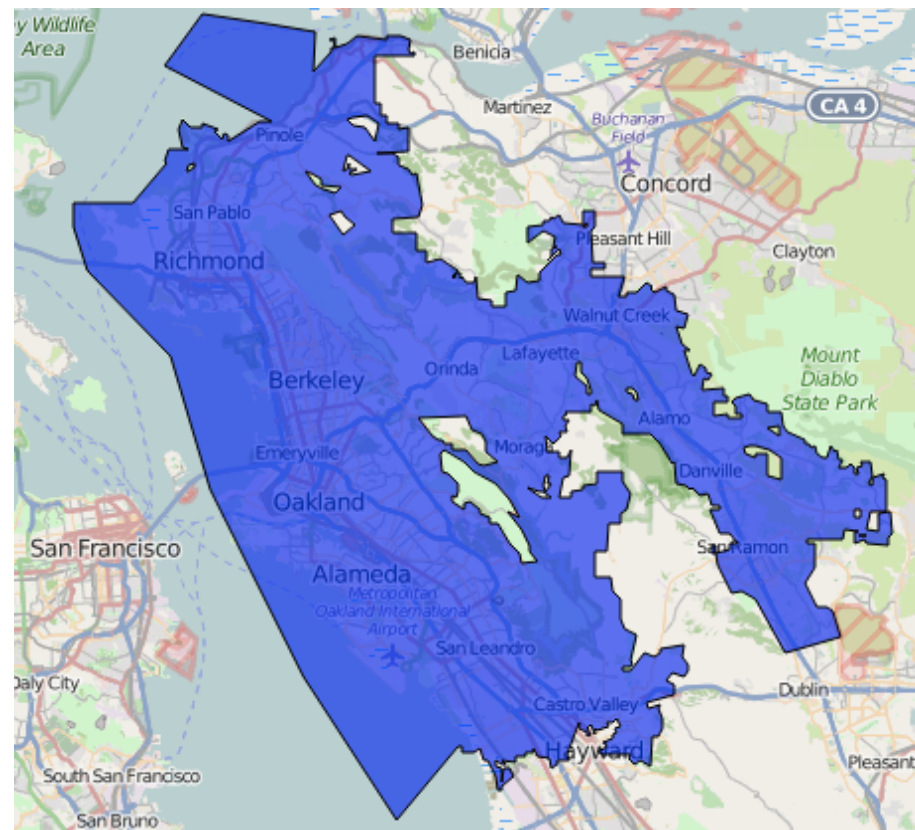 y Wildlife
Area
Benicia
Martinez
CA 4
Buchanan
Field
Pinole
Concord
San Pablo
Pleasant Hill
Clayton
Richmond
Walnut Creek
Lafayette
Orinda
Mount
Diablo
State Park
Berkeley
Alamo
Moraga
Emeryville
Danville
Oakland
San Francisco
San Ramon
Alameda
Metropolitan
Oakland International
Airport
San Leandro
Daly City
Dublin
Castro Valley
Hayward
Pleasant
South San Francisco
San Bruno